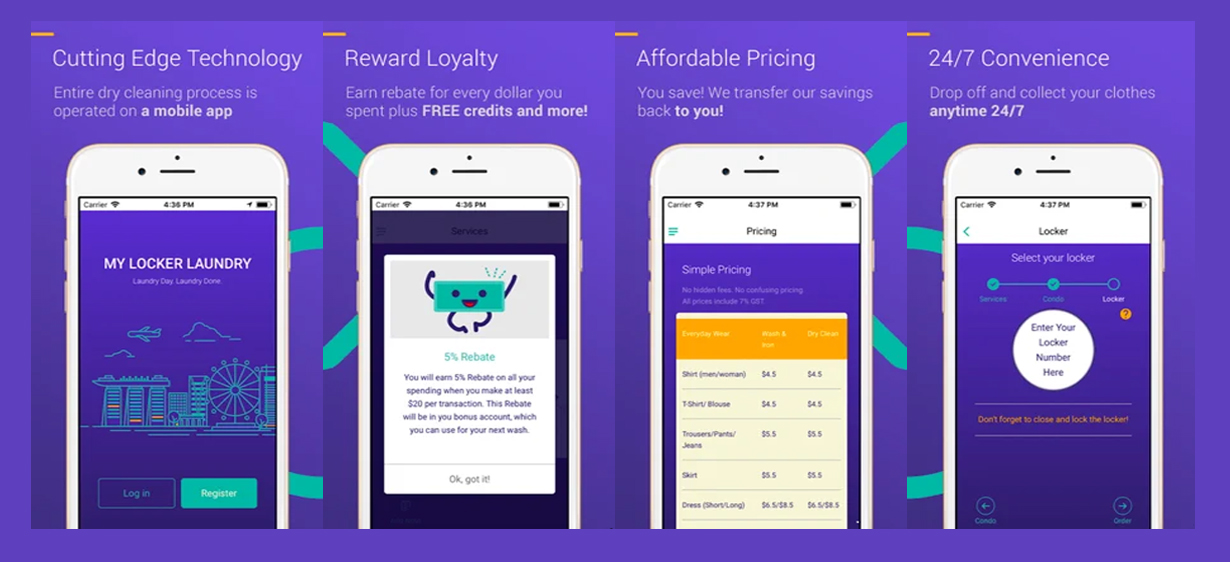 Cutting Edge Technology
Entire dry cleaning process is
operated on a mobile app
Carrier 4:36 PM
MY LOCKER LAUNDRY
Laundry Day. Laundry Done.
Log in
Register
Reward Loyalty
Earn rebate for every dollar you
spent plus FREE credits and more!
Carrier 4:36 PM
Services
5% Rebate
You will earn 5% Rebate on all your
spending when you make at least
$20 per transaction. This Rebate
will be in you bonus account, which
you can use for your next wash.
Ok, got it!
Affordable Pricing
You save! We transfer our savings
back to you!
Carrier 4:37 PM
Pricing
Simple Pricing
No hidden fees. No confusing pricing.
All prices include 7% GST.
Everyday Wear Wash & Dry Clean
Iron
Shirt (men/woman) $4.5 $4.5
T-Shirt/ Blouse $4.5 $4.5
Trousers/Pants/ $5.5 $5.5
Jeans
Skirt $5.5 $5.5
Dress (Short/Long) $6.5/$8.5 $6.5/$8.5
24/7 Convenience
Drop off and collect your clothes
anytime 24/7
Carrier 4:37 PM
Locker
Select your locker
Services Condo Locker
?
Enter Your
Locker
Number
Here
Don't forget to close and lock the locker!
Condo Order